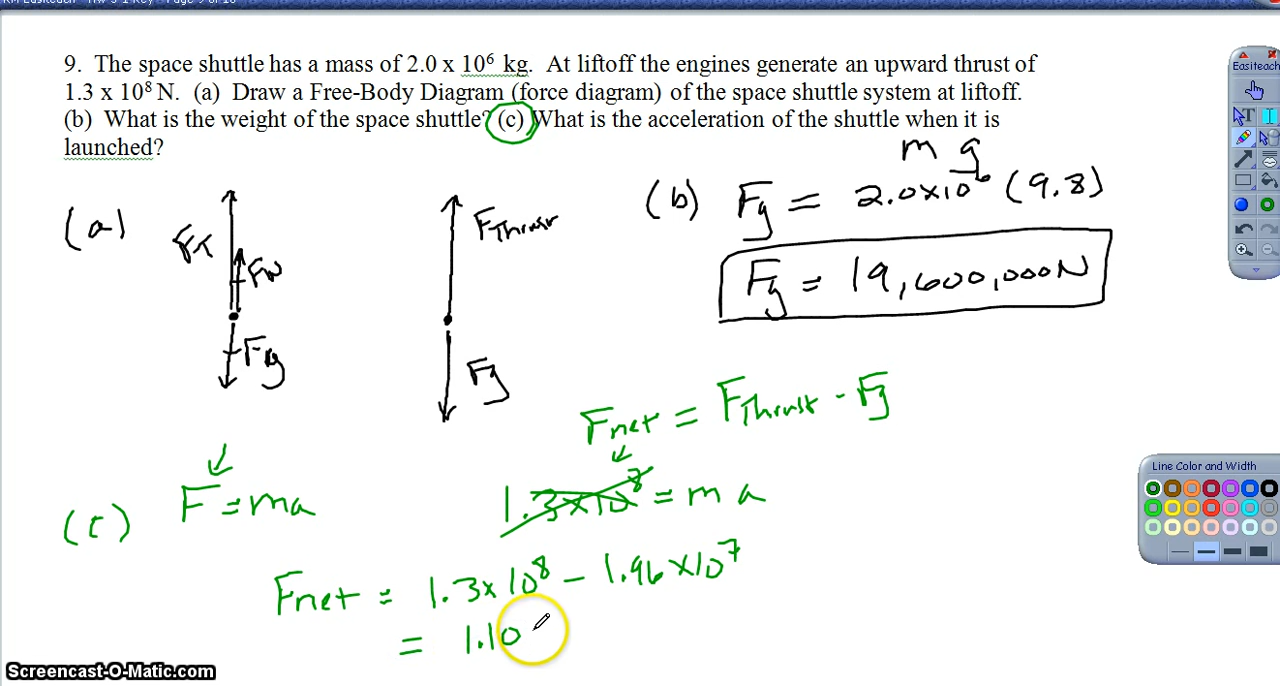 9. The space shuttle has a mass of 2.0 x 10⁶ kg. At liftoff the engines generate an upward thrust of
1.3 x 10⁸ N. (a) Draw a Free-Body Diagram (force diagram) of the space shuttle system at liftoff.
(b) What is the weight of the space shuttle? (c) What is the acceleration of the shuttle when it is
launched?
m g
(b) Fg = 2.0x10⁶ (9.8)
Fg = 19,600,000N
(a)
FT
FN
Fg
FThrust
Fg
Fnet = FThrust - Fg
(c) F = ma
1.3x10⁸ = m a
Fnet = 1.3x10⁸ - 1.96x10⁷
= 1.10
Easiteach
Line Color and Width
Screencast-O-Matic.com